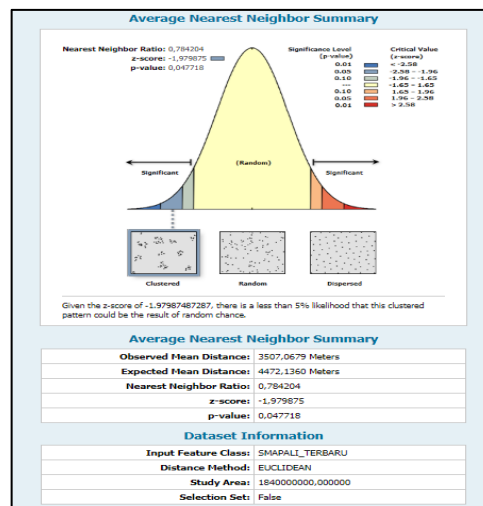 Average Nearest Neighbor Summary
Nearest Neighbor Ratio: 0,784204
z-score: -1,979875
p-value: 0,047718
Significance Level Critical Value
(p-value) (z-score)
0.01 < -2.58
0.05 -2.58 - -1.96
0.10 -1.96 - -1.65
--- -1.65 - 1.65
0.10 1.65 - 1.96
0.05 1.96 - 2.58
0.01 > 2.58
(Random)
Significant Significant
Clustered Random Dispersed
Given the z-score of -1.97987487287, there is a less than 5% likelihood that this clustered
pattern could be the result of random chance.
Average Nearest Neighbor Summary
Observed Mean Distance: 3507,0679 Meters
Expected Mean Distance: 4472,1360 Meters
Nearest Neighbor Ratio: 0,784204
z-score: -1,979875
p-value: 0,047718
Dataset Information
Input Feature Class: SMAPALI_TERBARU
Distance Method: EUCLIDEAN
Study Area: 1840000000,000000
Selection Set: False